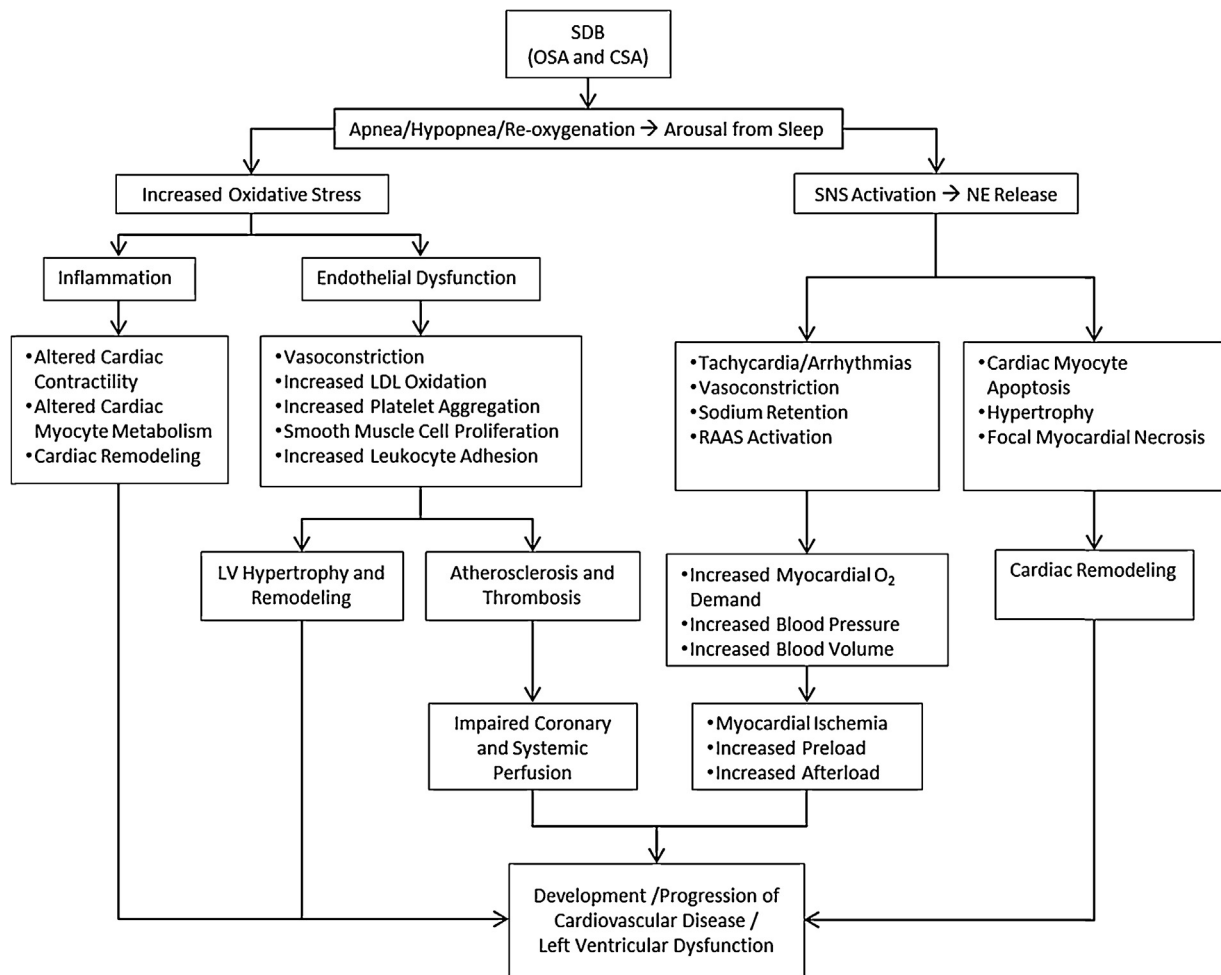 SDB
(OSA and CSA)
Apnea/Hypopnea/Re-oxygenation → Arousal from Sleep
Increased Oxidative Stress
SNS Activation → NE Release
Inflammation
Endothelial Dysfunction
•Altered Cardiac
Contractility
•Altered Cardiac
Myocyte Metabolism
•Cardiac Remodeling
•Vasoconstriction
•Increased LDL Oxidation
•Increased Platelet Aggregation
•Smooth Muscle Cell Proliferation
•Increased Leukocyte Adhesion
•Tachycardia/Arrhythmias
•Vasoconstriction
•Sodium Retention
•RAAS Activation
•Cardiac Myocyte
Apoptosis
•Hypertrophy
•Focal Myocardial Necrosis
LV Hypertrophy and
Remodeling
Atherosclerosis and
Thrombosis
•Increased Myocardial O₂
Demand
•Increased Blood Pressure
•Increased Blood Volume
Cardiac Remodeling
Impaired Coronary
and Systemic
Perfusion
•Myocardial Ischemia
•Increased Preload
•Increased Afterload
Development /Progression of
Cardiovascular Disease /
Left Ventricular Dysfunction